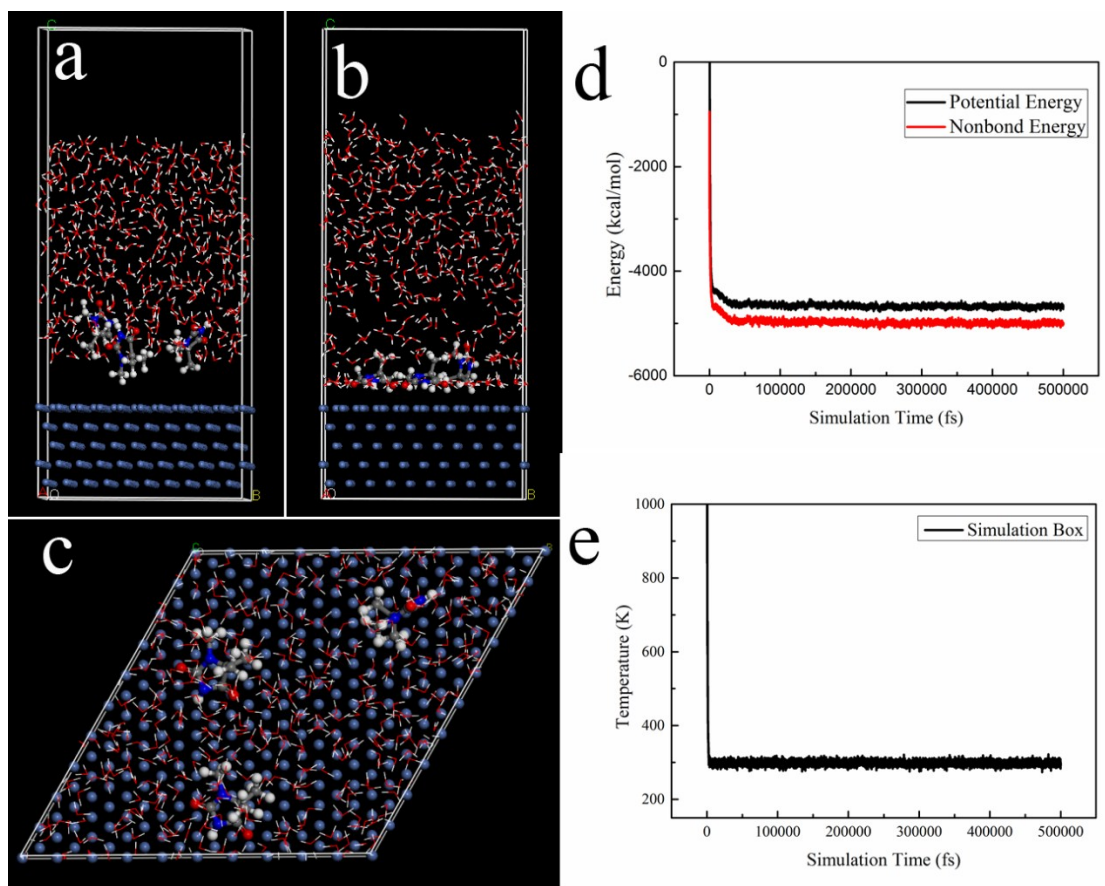 a
b
C
C
A
O
B
O
B
c
d
0
-2000
-4000
-6000
Energy (kcal/mol)
Potential Energy
Nonbond Energy
0
100000
200000
300000
400000
500000
Simulation Time (fs)
e
1000
800
600
400
200
Temperature (K)
Simulation Box
0
100000
200000
300000
400000
500000
Simulation Time (fs)